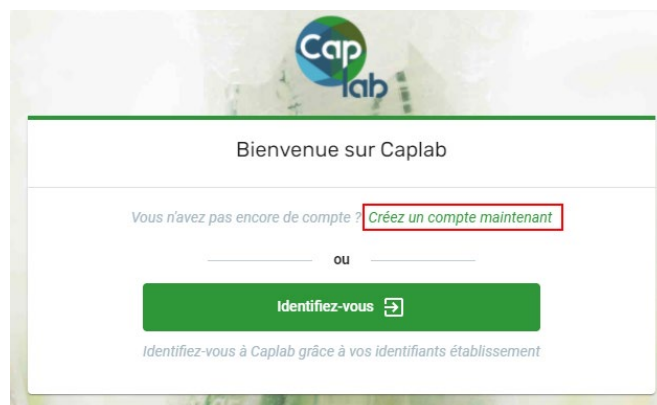 Cap
lab
Bienvenue sur Caplab
Vous n'avez pas encore de compte ? Créez un compte maintenant
ou
Identifiez-vous
Identifiez-vous à Caplab grâce à vos identifiants établissement